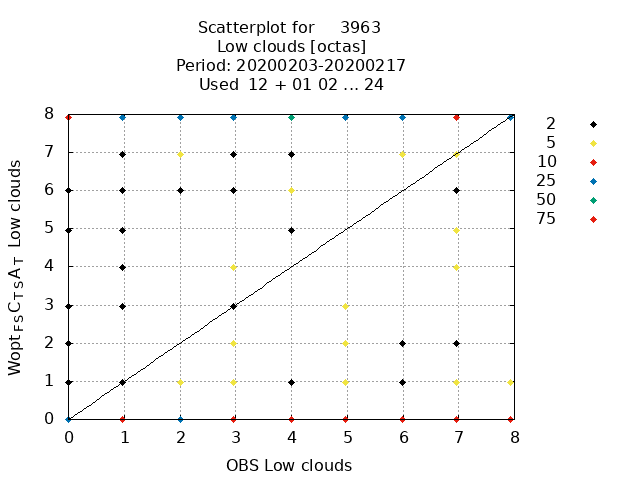 Scatterplot for 3963
Low clouds [octas]
Period: 20200203-20200217
Used 12 + 01 02 ... 24
Wopt FS C TS A T Low clouds
8
7
6
5
4
3
2
1
0
0 1 2 3 4 5 6 7 8
OBS Low clouds
2
5
10
25
50
75